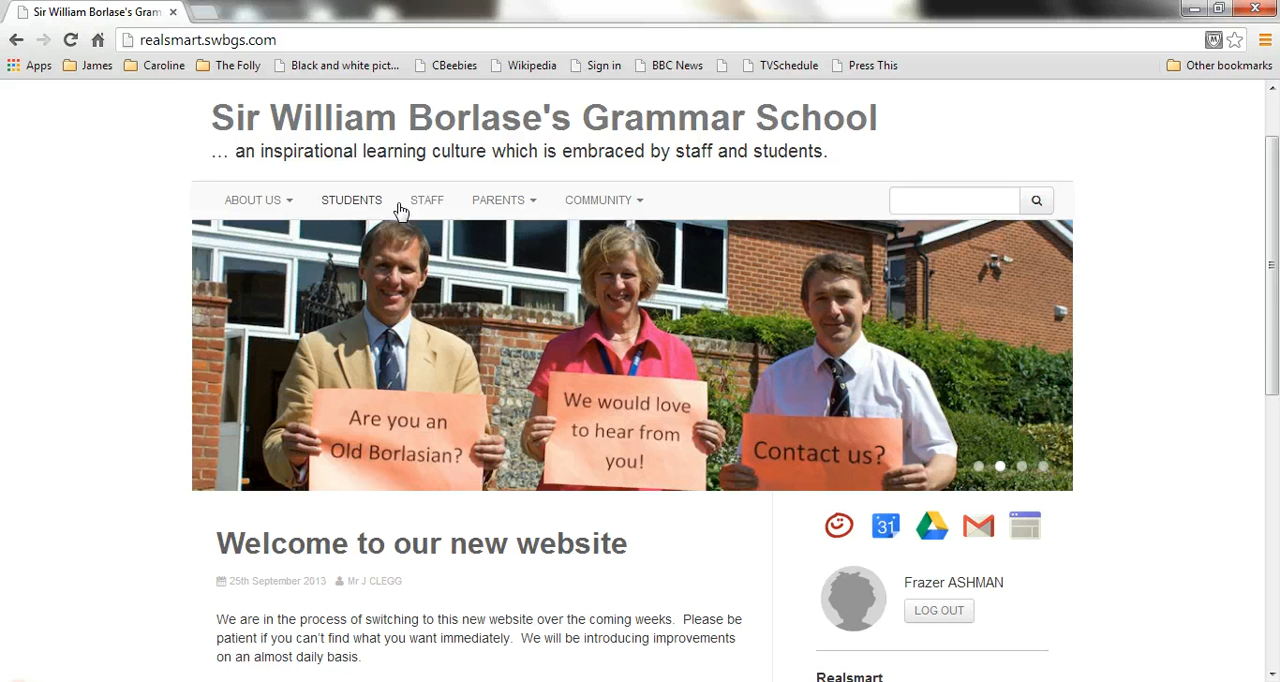 Sir William Borlase's Gram
realsmart.swbgs.com
Apps James Caroline The Folly Black and white pict... CBeebies Wikipedia Sign in BBC News TVSchedule Press This Other bookmarks
Sir William Borlase's Grammar School
... an inspirational learning culture which is embraced by staff and students.
ABOUT US STUDENTS STAFF PARENTS COMMUNITY
Are you an
Old Borlasian?
We would love
to hear from
you!
Contact us?
Welcome to our new website
25th September 2013 Mr J CLEGG
We are in the process of switching to this new website over the coming weeks. Please be
patient if you can't find what you want immediately. We will be introducing improvements
on an almost daily basis.
31
Frazer ASHMAN
LOG OUT
Realsmart